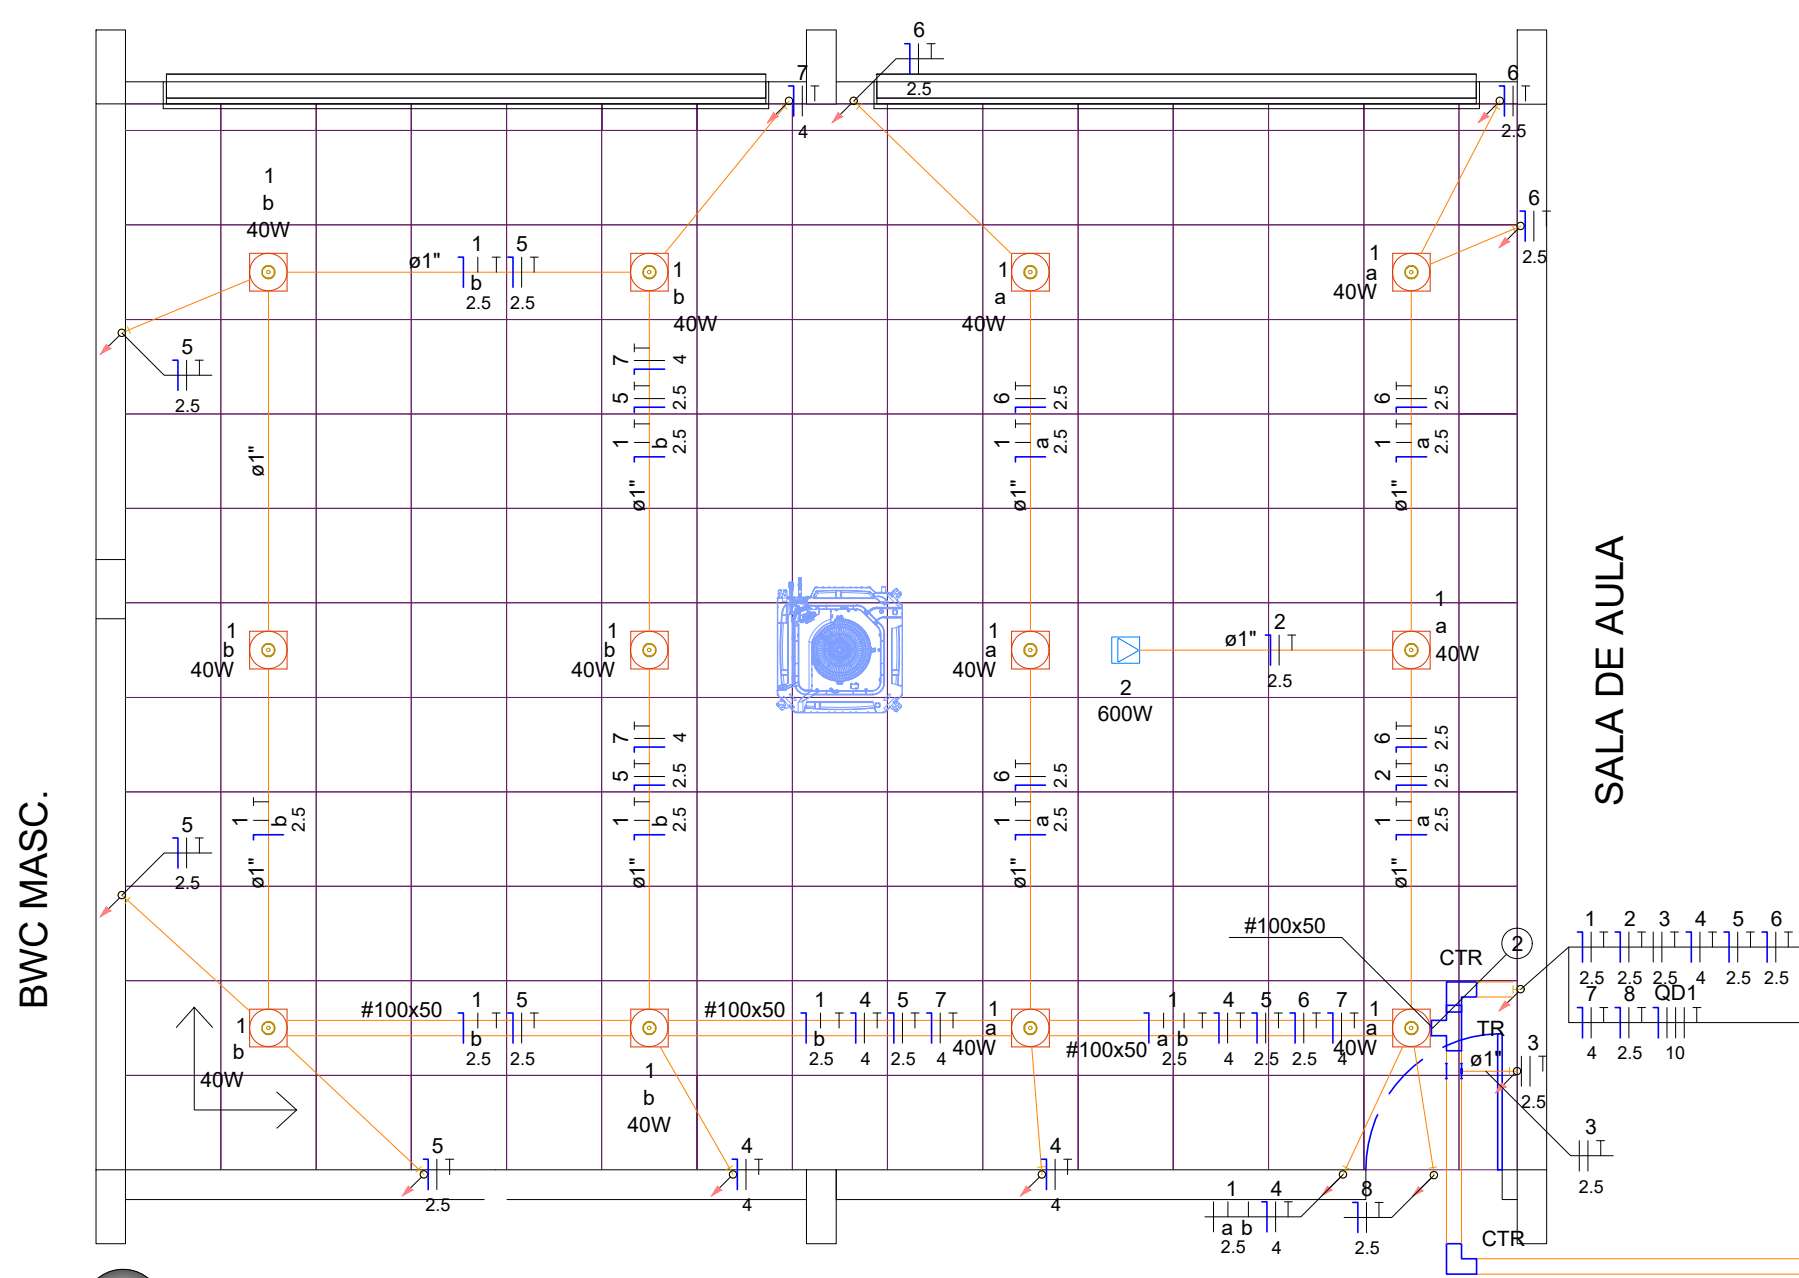 6
2.5
7
4
6
2.5
6
2.5
1
b
40W
ø1"
1
b
2.5
5
2.5
1
b
40W
1
a
40W
1
a
40W
5
2.5
7
4
5
2.5
1
b
2.5
ø1"
6
2.5
1
a
2.5
ø1"
6
2.5
1
a
2.5
ø1"
ø1"
1
b
40W
1
b
40W
1
a
40W
ø1"
2
2.5
1
a
40W
2
600W
SALA DE AULA
BWC MASC.
1
b
2.5
ø1"
7
4
5
2.5
1
b
2.5
ø1"
6
2.5
1
a
2.5
ø1"
6
2.5
2
2.5
1
a
2.5
ø1"
5
2.5
#100x50
CTR
2
1 2 3 4 5 6
2.5 2.5 2.5 4 2.5 2.5
7 8 QD1
4 2.5 10
#100x50
1 5
b
2.5 2.5
#100x50
1 4 5 7
b
2.5 4 2.5 4
1
a
40W
#100x50
1 4 5 6 7
a b
2.5 4 2.5 2.5 4
1
a
40W
TR
ø1"
3
2.5
3
2.5
1
b
40W
1
b
40W
5
2.5
4
4
4
4
1 4
a b
2.5 4
8
2.5
CTR